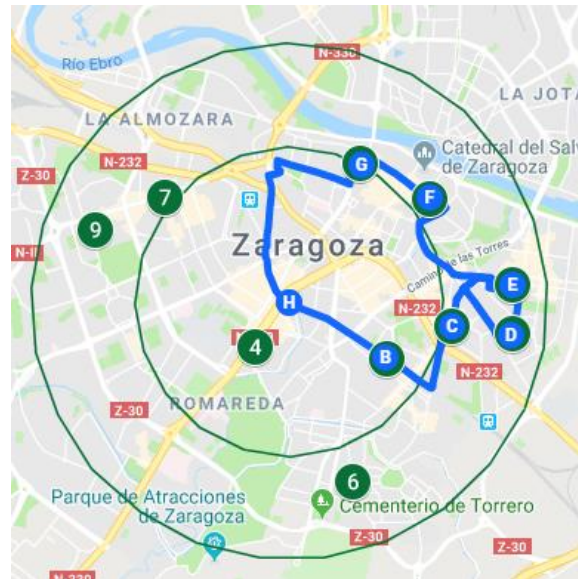 Río Ebro
N-330
LA JOTA
LA ALMOZARA
Z-30
N-232
G
Catedral del Salv
de Zaragoza
7
F
9
N-II
Zaragoza
Camino de las Torres
E
H
N-232
C
D
4
B
N-232
ROMAREDA
Z-30
6
Parque de Atracciones
de Zaragoza
Cementerio de Torrero
Z-30
Z-30